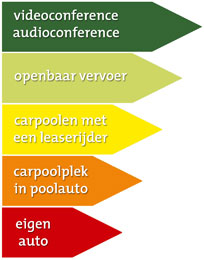 videoconference
audioconference
openbaar vervoer
carpoolen met
een leaserijder
carpoolplek
in poolauto
eigen
auto